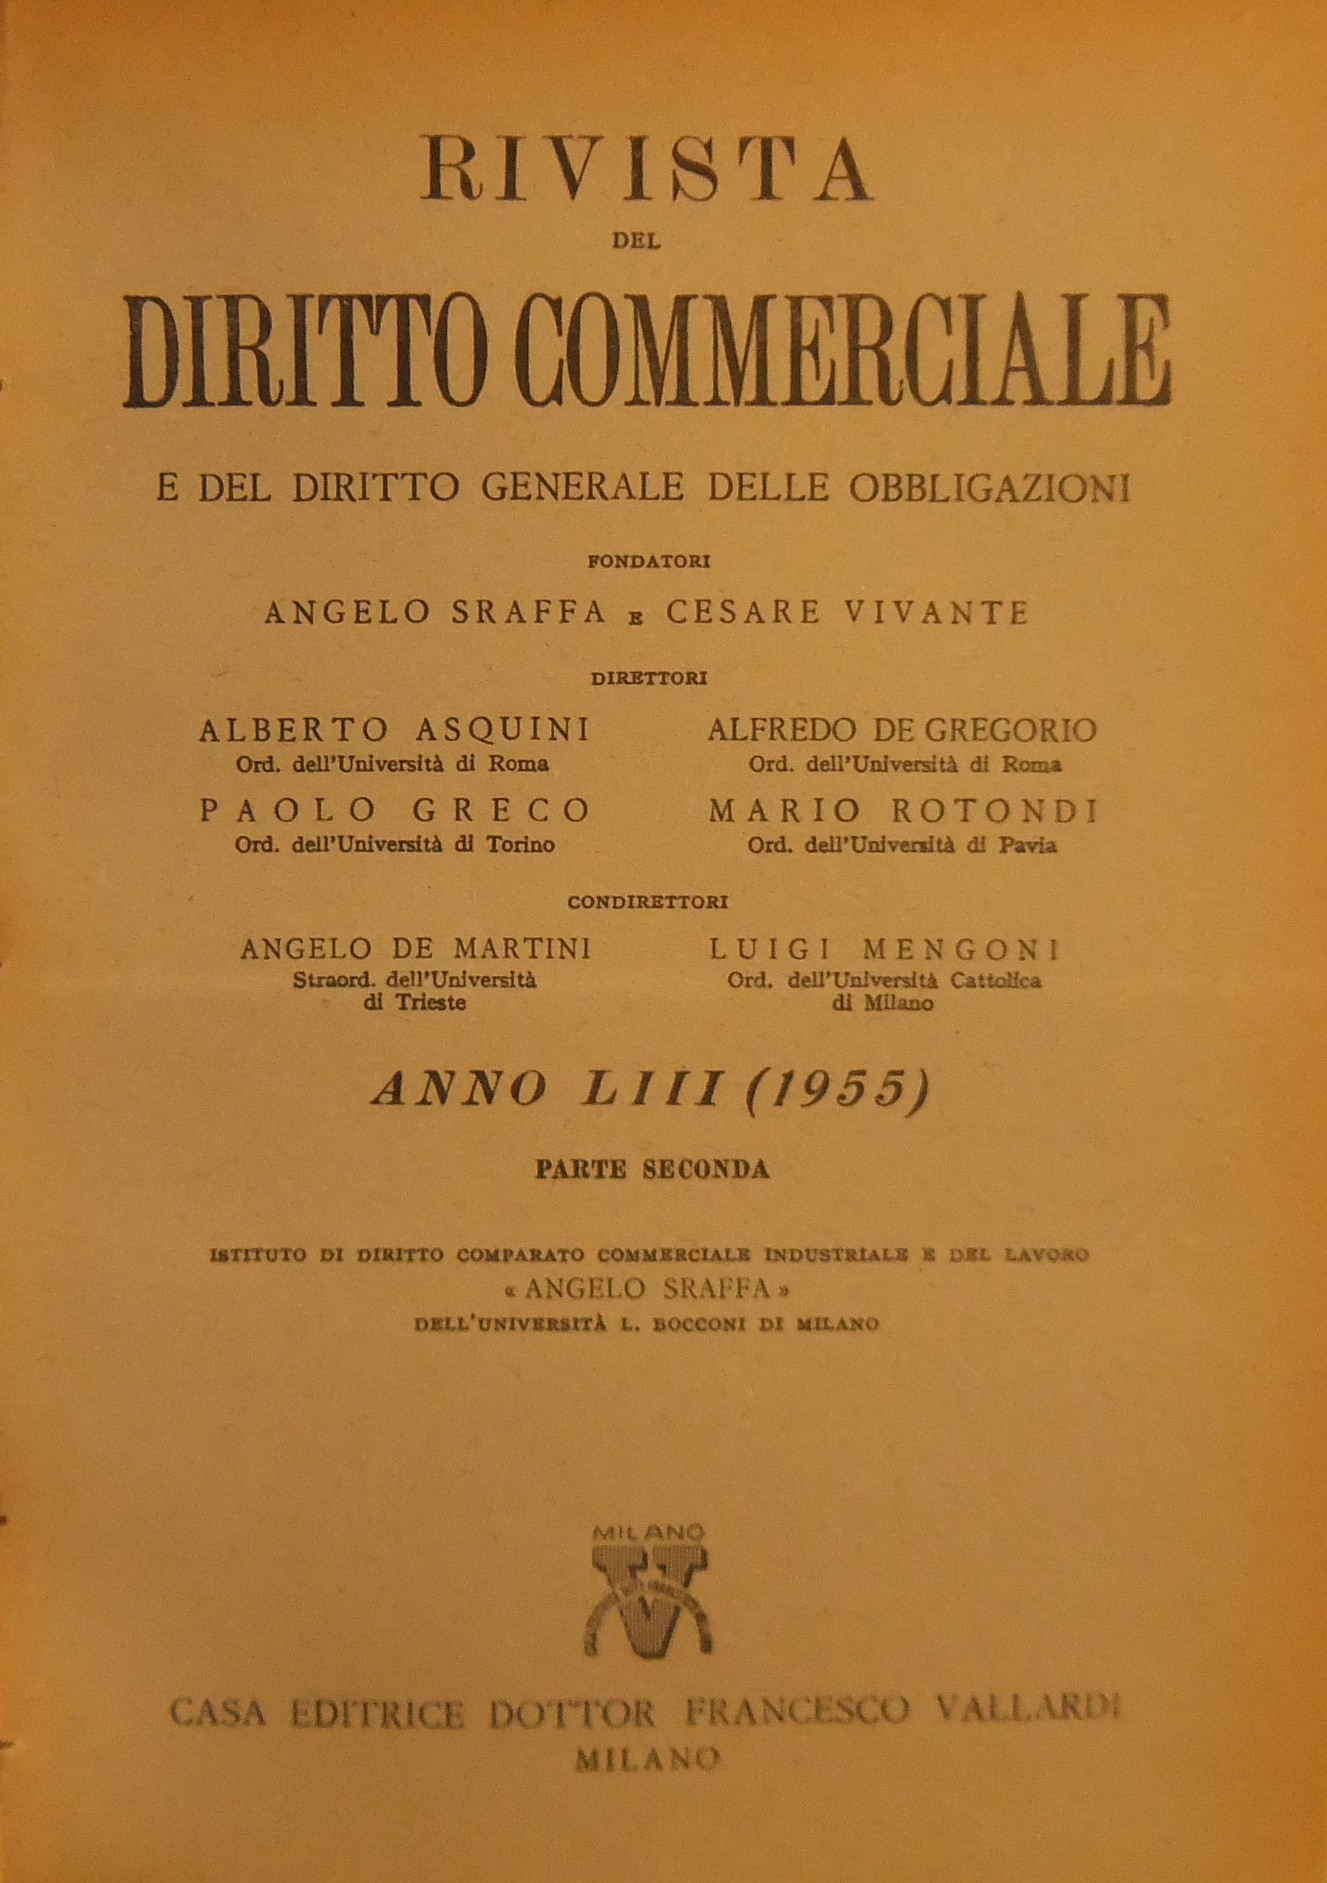 RIVISTA
DEL
DIRITTO COMMERCIALE
E DEL DIRITTO GENERALE DELLE OBBLIGAZIONI
FONDATORI
ANGELO SRAFFA E CESARE VIVANTE
DIRETTORI
ALBERTO ASQUINI ALFREDO DE GREGORIO
Ord. dell'Università di Roma Ord. dell'Università di Roma
PAOLO GRECO MARIO ROTONDI
Ord. dell'Università di Torino Ord. dell'Università di Pavia
CONDIRETTORI
ANGELO DE MARTINI LUIGI MENGONI
Straord. dell'Università Ord. dell'Università Cattolica
di Trieste di Milano
ANNO LIII (1955)
PARTE SECONDA
ISTITUTO DI DIRITTO COMPARATO COMMERCIALE INDUSTRIALE E DEL LAVORO
« ANGELO SRAFFA »
DELL'UNIVERSITÀ L. BOCCONI DI MILANO
MILANO
V
CASA EDITRICE DOTTOR FRANCESCO VALLARDI
MILANO